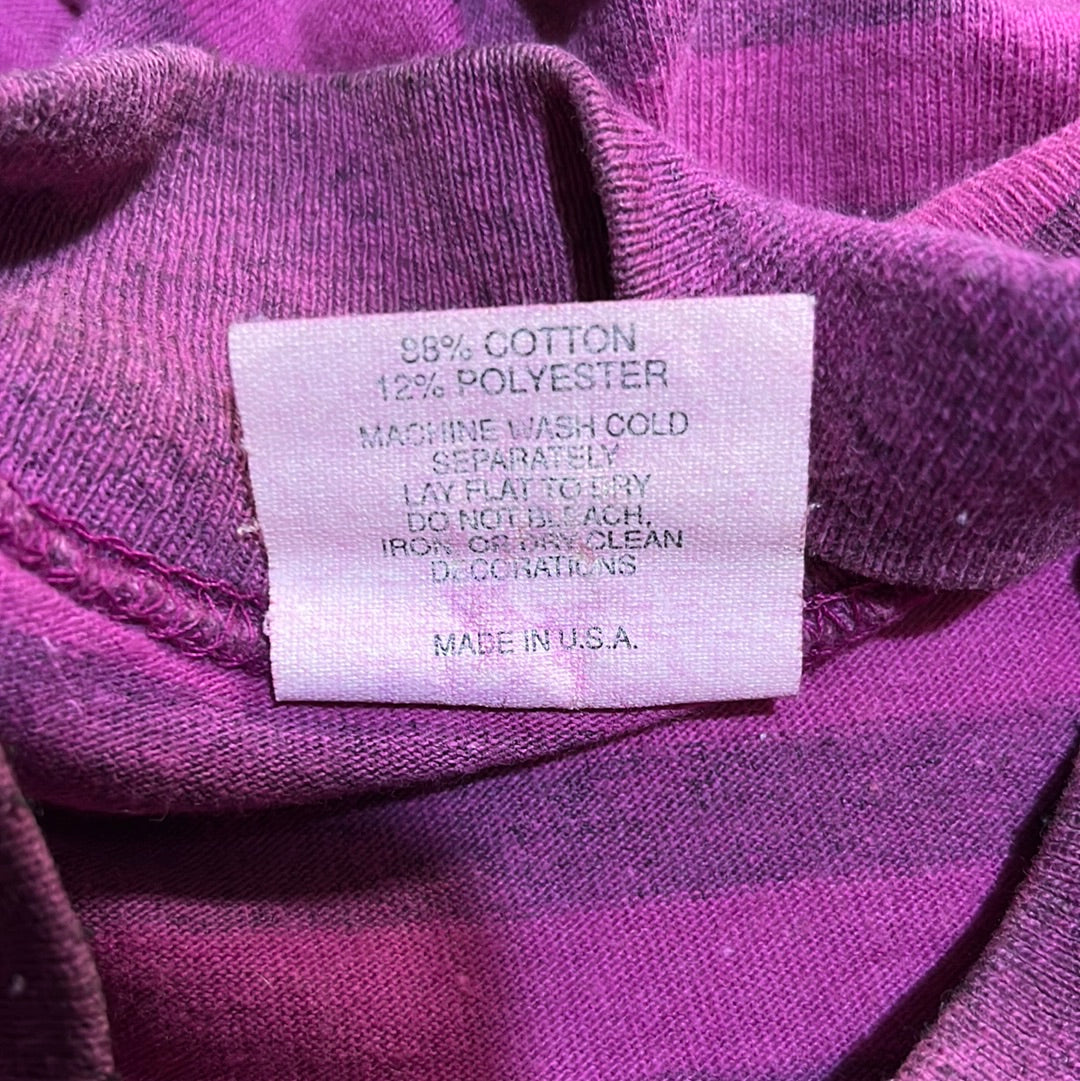 98% COTTON
12% POLYESTER
MACHINE WASH COLD
SEPARATELY
LAY FLAT TO DRY
DO NOT BLEACH,
IRON OR DRY CLEAN
DECORATIONS
MADE IN U.S.A.